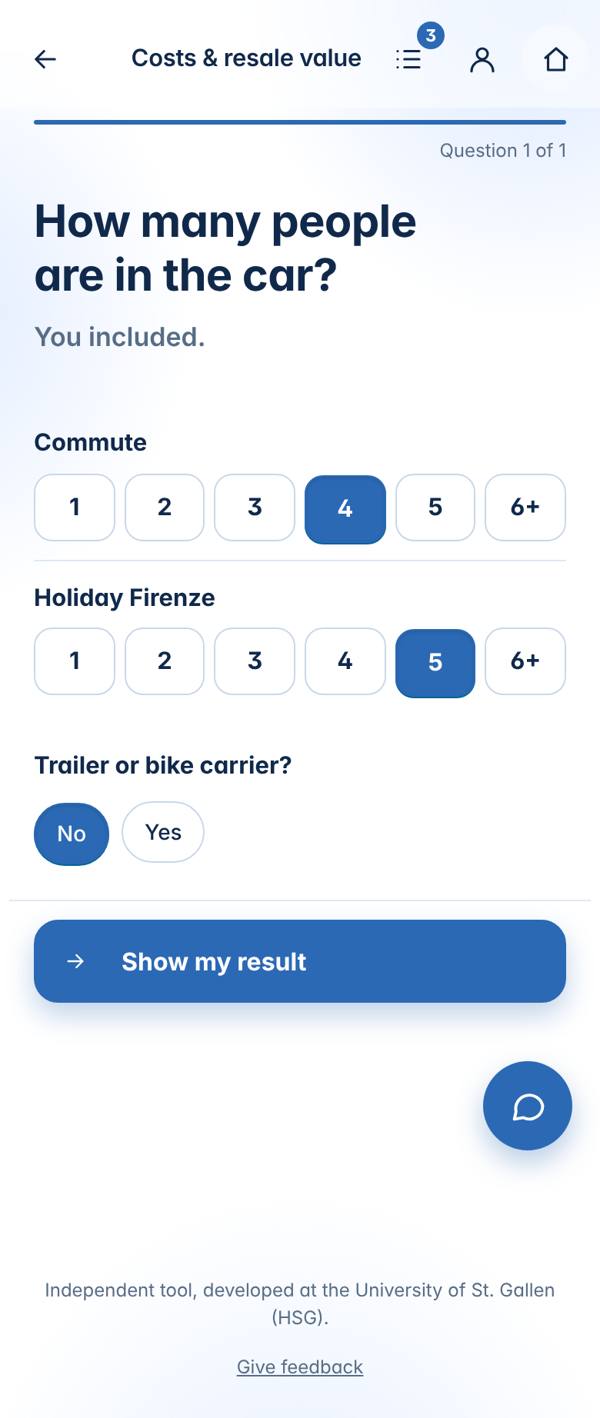 Costs & resale value
3
Question 1 of 1
How many people
are in the car?
You included.
Commute
1 2 3 4 5 6+
Holiday Firenze
1 2 3 4 5 6+
Trailer or bike carrier?
No Yes
Show my result
Independent tool, developed at the University of St. Gallen
(HSG).
Give feedback